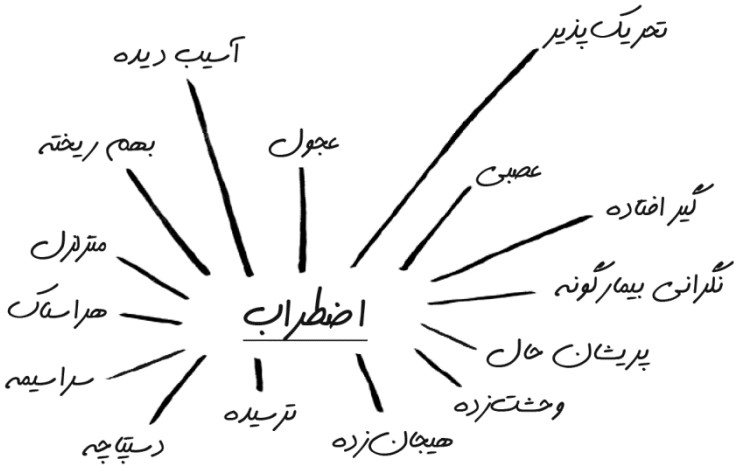 تحریک‌پذیر
آسیب دیده
عجول
بهم ریخته
عصبی
گیر افتاده
متزلزل
نگرانی بیمارگونه
هراسناک
اضطراب
پریشان حال
سراسیمه
وحشت‌زده
ترسیده
هیجان‌زده
دستپاچه